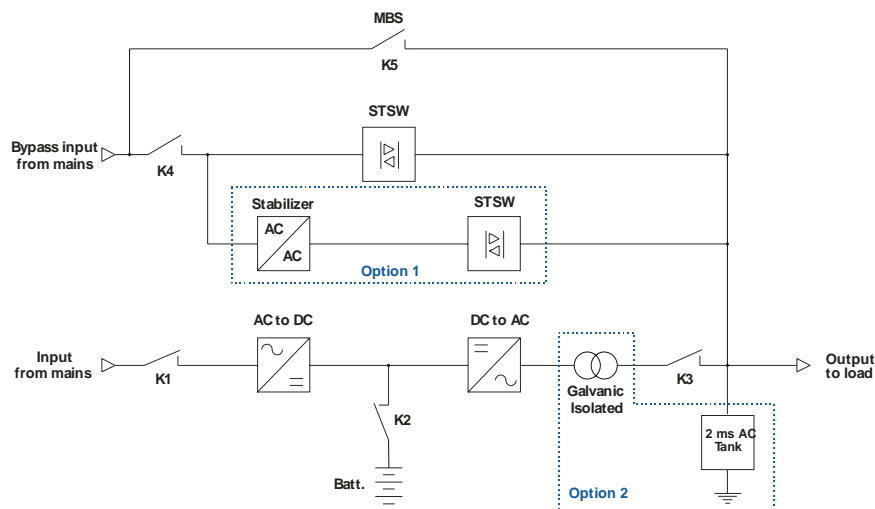 MBS
K5
STSW
Bypass input
from mains
K4
Stabilizer
AC
AC
STSW
Option 1
AC to DC
DC to AC
Input
from mains
K1
K2
Batt.
Galvanic
Isolated
K3
Output
to load
2 ms AC
Tank
Option 2